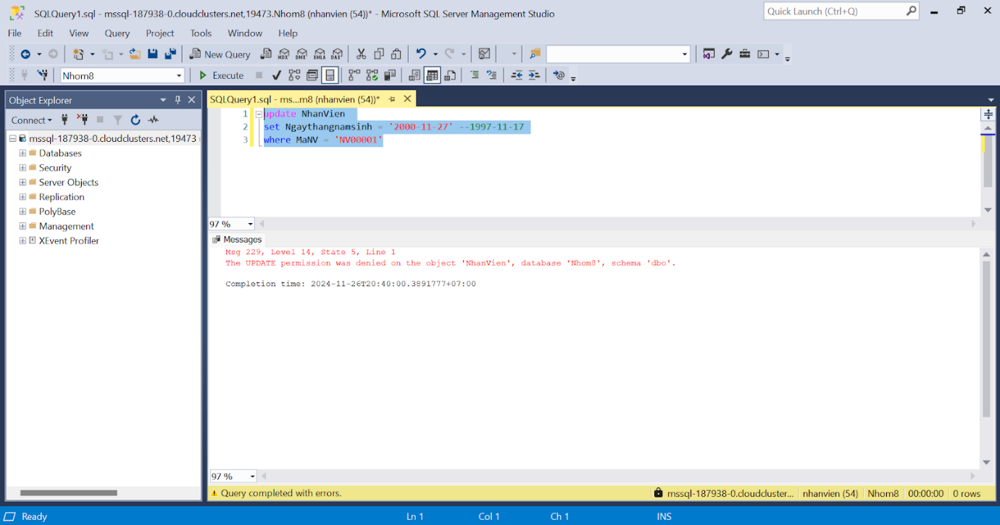 SQLQuery1.sql - mssql-187938-0.cloudclusters.net,19473.Nhom8 (nhanvien (54))* - Microsoft SQL Server Management Studio
Quick Launch (Ctrl+Q)
File Edit View Query Project Tools Window Help
New Query MDX DMX XMLA DAX
Nhom8 Execute
Object Explorer
Connect
mssql-187938-0.cloudclusters.net,19473
Databases
Security
Server Objects
Replication
PolyBase
Management
XEvent Profiler
SQLQuery1.sql - ms...m8 (nhanvien (54))*
1 update NhanVien
2 set Ngaythangnamsinh = '2000-11-27' --1997-11-17
3 where MaNV = 'NV00001'
97 %
Messages
Msg 229, Level 14, State 5, Line 1
The UPDATE permission was denied on the object 'NhanVien', database 'Nhom8', schema 'dbo'.
Completion time: 2024-11-26T20:40:00.3891777+07:00
97 %
Query completed with errors.
mssql-187938-0.cloudcluster... nhanvien (54) Nhom8 00:00:00 0 rows
Ready Ln 1 Col 1 Ch 1 INS